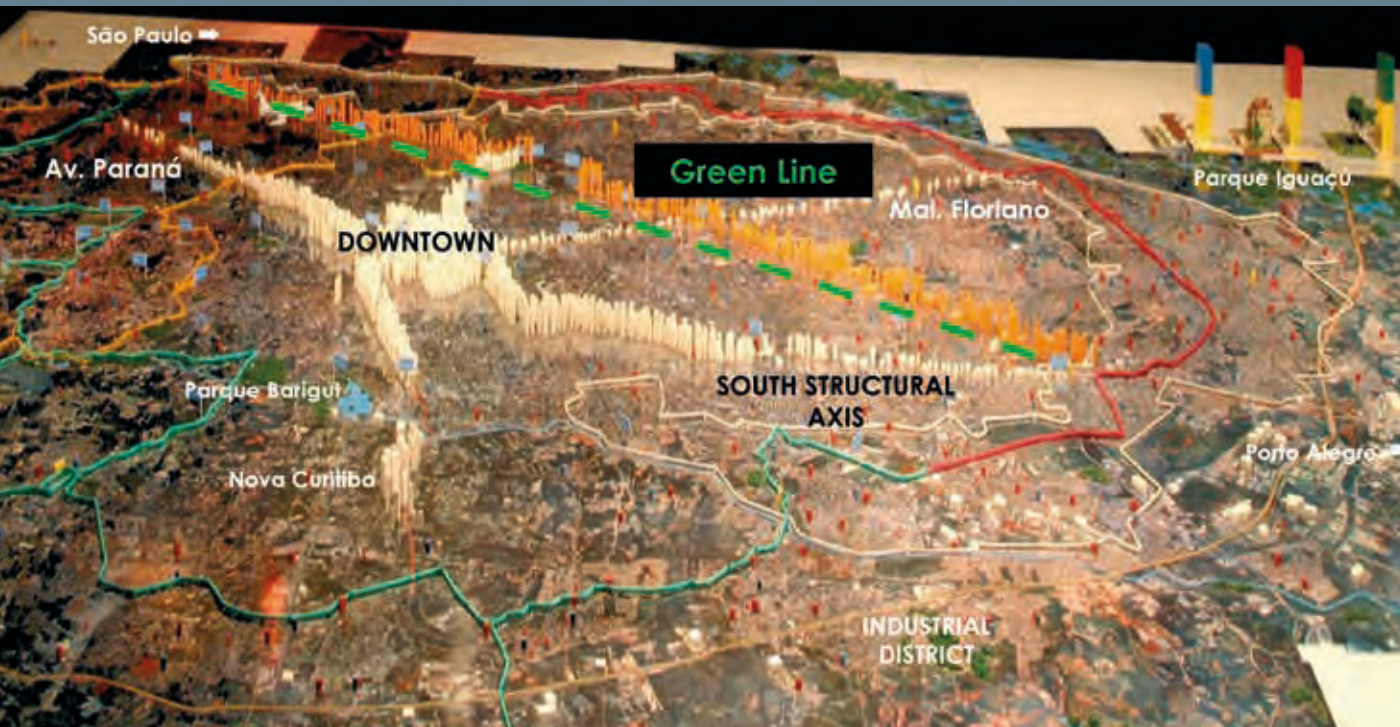 São Paulo
Av. Paraná
Green Line
Parque Iguaçu
Mal. Floriano
DOWNTOWN
SOUTH STRUCTURAL
AXIS
Parque Barigui
Porto Alegre
Nova Curitiba
INDUSTRIAL
DISTRICT